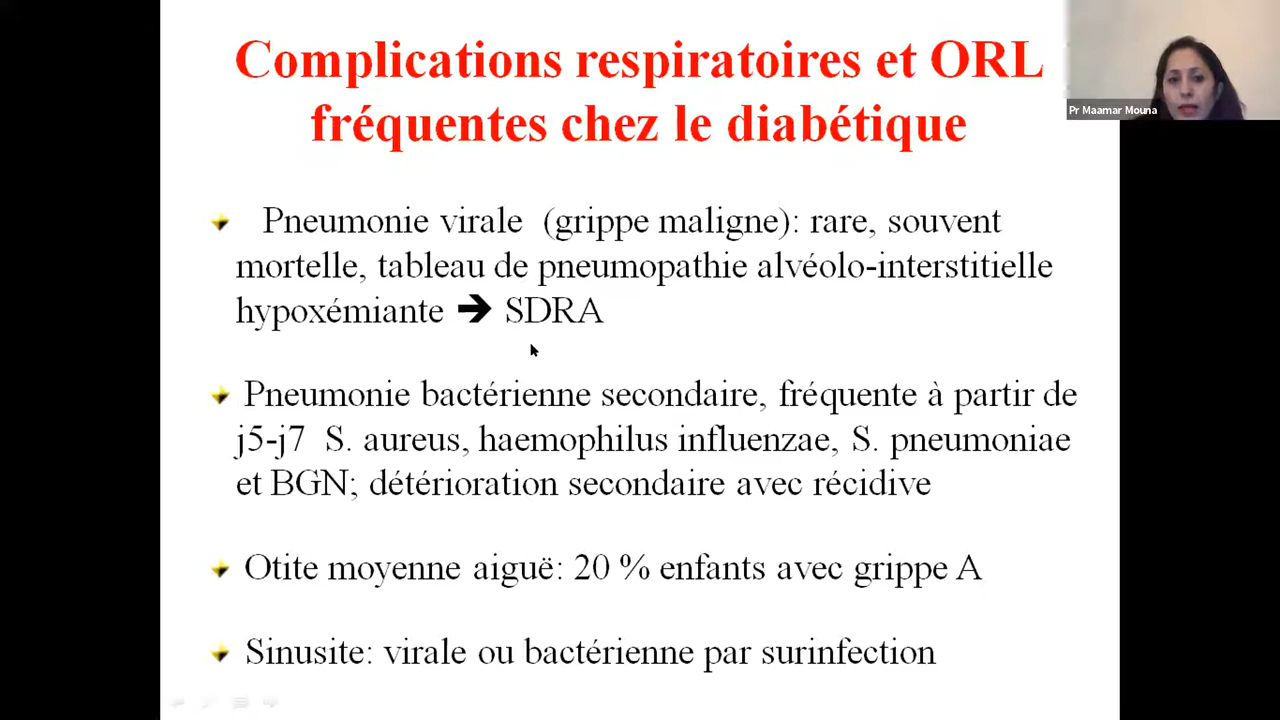 Complications respiratoires et ORL
fréquentes chez le diabétique
Pr Maamar Mouna
Pneumonie virale (grippe maligne): rare, souvent
mortelle, tableau de pneumopathie alvéolo-interstitielle
hypoxémiante ➔ SDRA
Pneumonie bactérienne secondaire, fréquente à partir de
j5-j7 S. aureus, haemophilus influenzae, S. pneumoniae
et BGN; détérioration secondaire avec récidive
Otite moyenne aiguë: 20 % enfants avec grippe A
Sinusite: virale ou bactérienne par surinfection